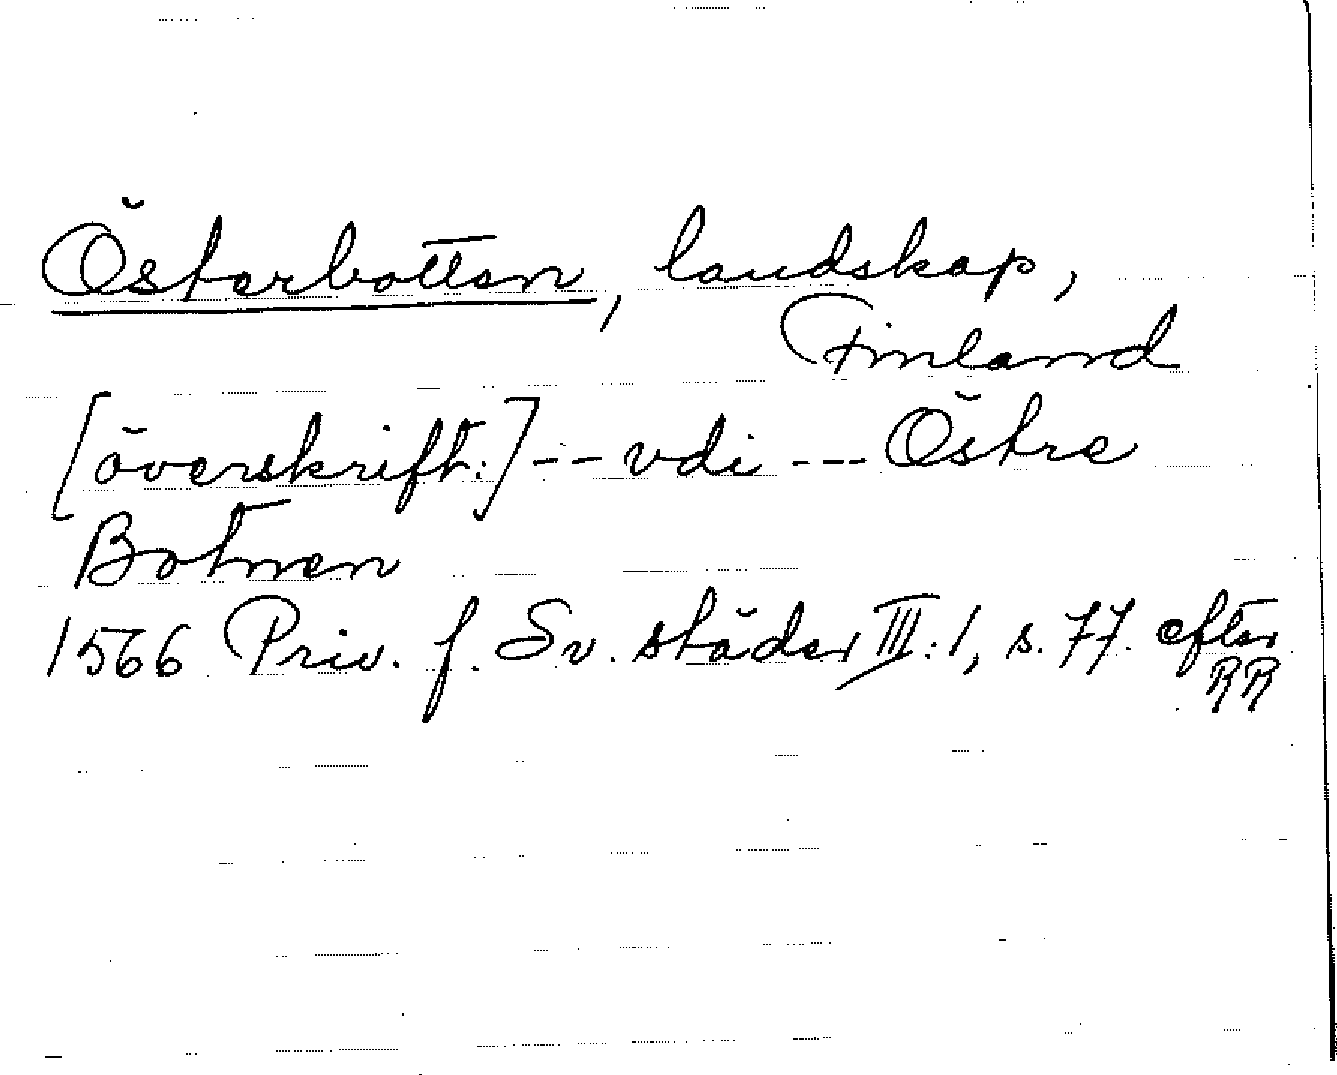 Österbotten, landskap,
Finland
[överskrift:] -- vdi --- Östre
Botnen
1566 Priv. f. Sv. städer III:1, s. 77. efter
RR